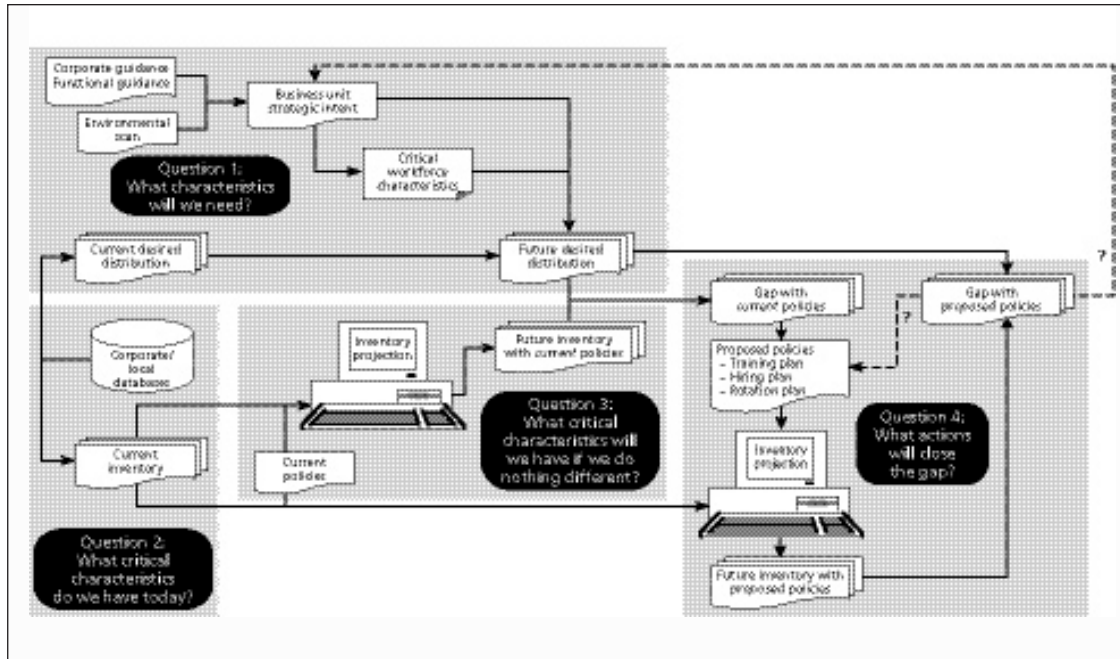 Corporate guidance
Functional guidance
Environmental
scan
Business unit
strategic intent
Critical
workforce
characteristics
Question 1:
What characteristics
will we need?
Current desired
distribution
Future desired
distribution
?
Gap with
current policies
Gap with
proposed policies
?
Corporate/
local
databases
Inventory
projection
Future inventory
with current policies
Proposed policies
– Training plan
– Hiring plan
– Rotation plan
Question 3:
What critical
characteristics will
we have if we do
nothing different?
Question 4:
What actions
will close
the gap?
Current
inventory
Current
policies
Inventory
projection
Question 2:
What critical
characteristics
do we have today?
Future inventory with
proposed policies